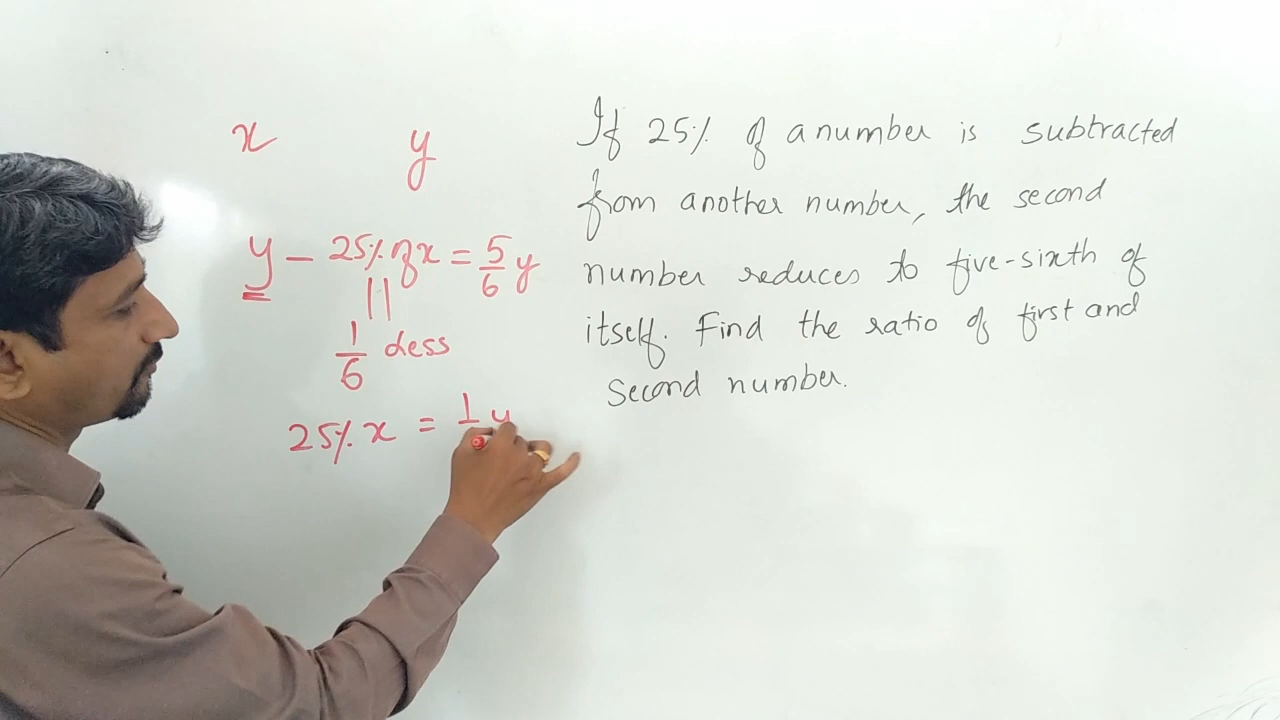 x y
y - 25% of x = 5/6 y
||
1/6 Less
25% x = 1 y
If 25% of a number is subtracted
from another number, the second
number reduces to five-sixth of
itself. Find the ratio of first and
Second number.